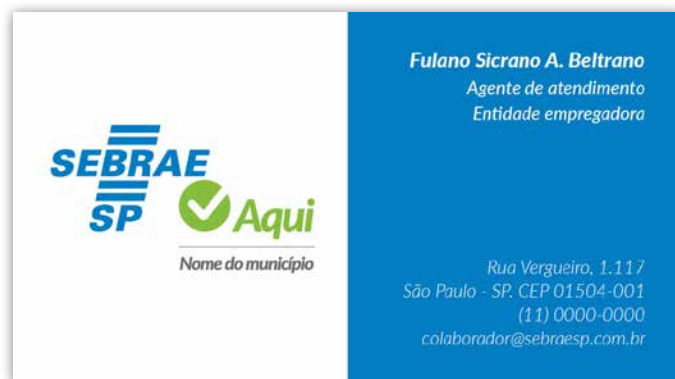 SEBRAE
SP
Aqui
Nome do município
Fulano Sicrano A. Beltrano
Agente de atendimento
Entidade empregadora
Rua Vergueiro, 1.117
São Paulo - SP. CEP 01504-001
(11) 0000-0000
colaborador@sebraesp.com.br